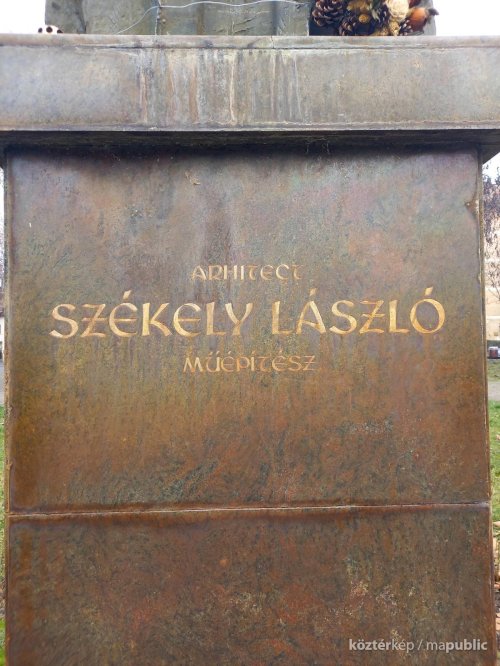 ARHITECT
SZÉKELY LÁSZLÓ
MŰÉPÍTÉSZ
köztérkép / mapublic